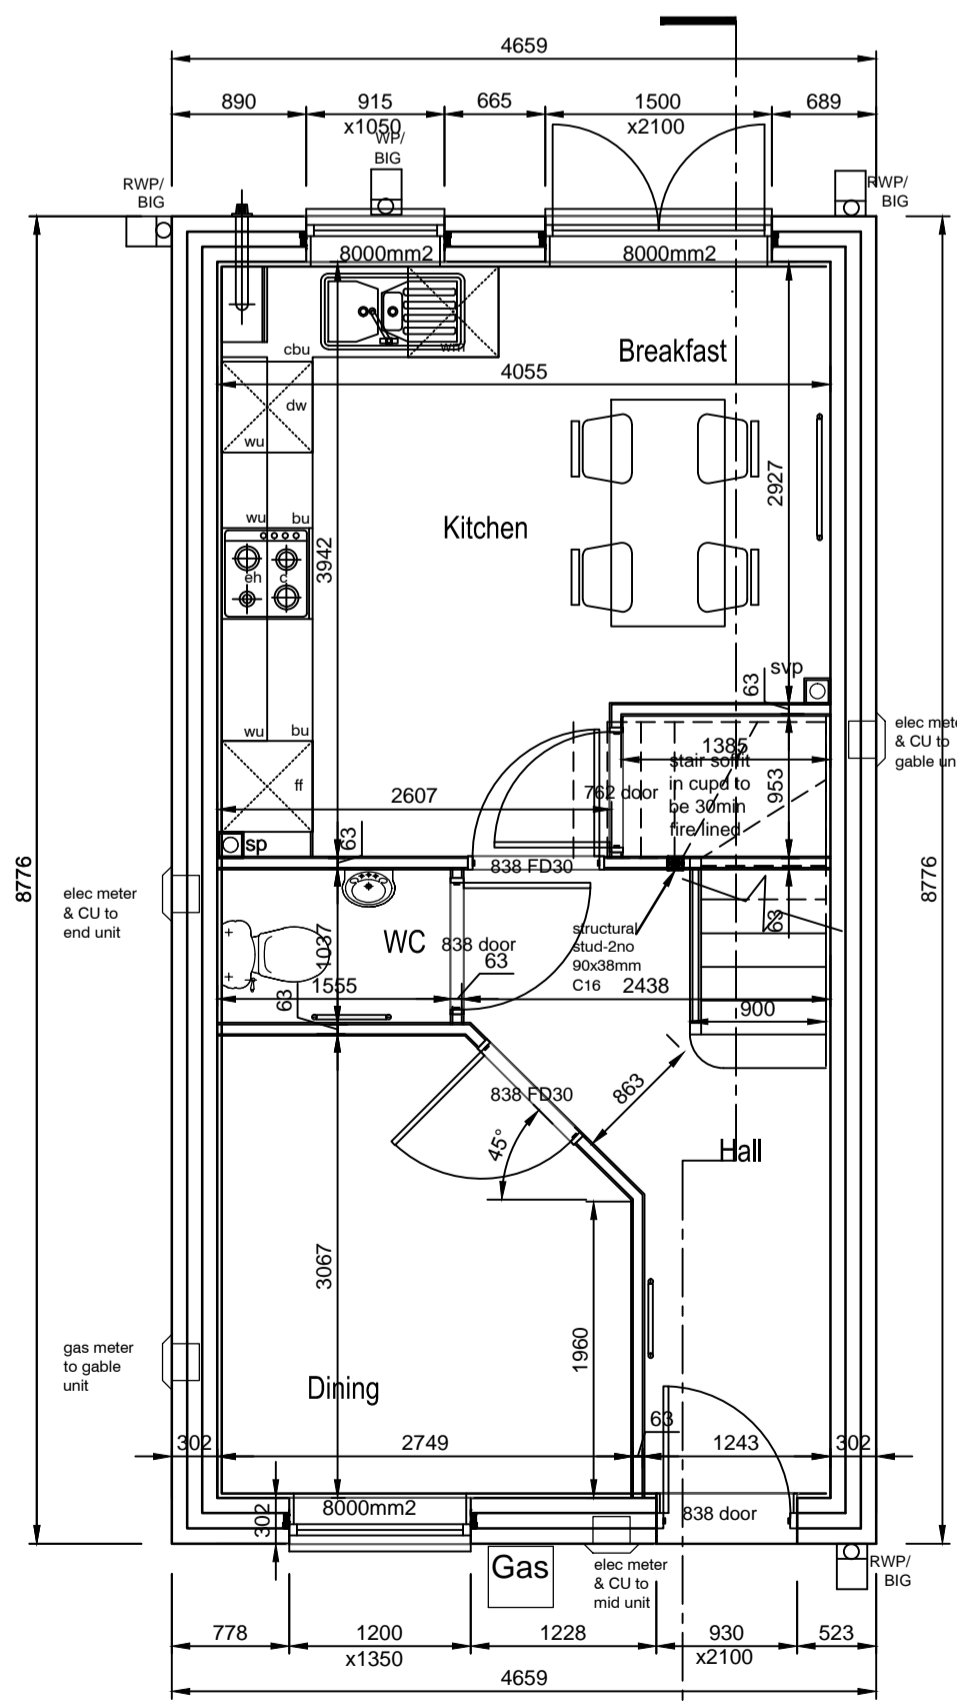 4659
890
915
665
1500
689
x1050
x2100
WP/
BIG
RWP/
BIG
RWP/
BIG
8000mm2
8000mm2
wm
cbu
Breakfast
4055
dw
wu
2927
wu
bu
Kitchen
3942
eh
c
svp
63
wu
bu
elec mete
& CU to
gable un
1385
stair soffit
in cupd to
be 30min
fire lined
953
ff
2607
762 door
sp
63
838 FD30
8776
8776
elec meter
& CU to
end unit
WC
1037
838 door
63
structural
stud-2no
90x38mm
C16
63
1555
63
2438
900
838 FD30
863
45°
Hall
3067
1960
gas meter
to gable
unit
Dining
63
302
2749
1243
302
8000mm2
302
838 door
Gas
elec meter
& CU to
mid unit
RWP/
BIG
778
1200
1228
930
523
x1350
x2100
4659